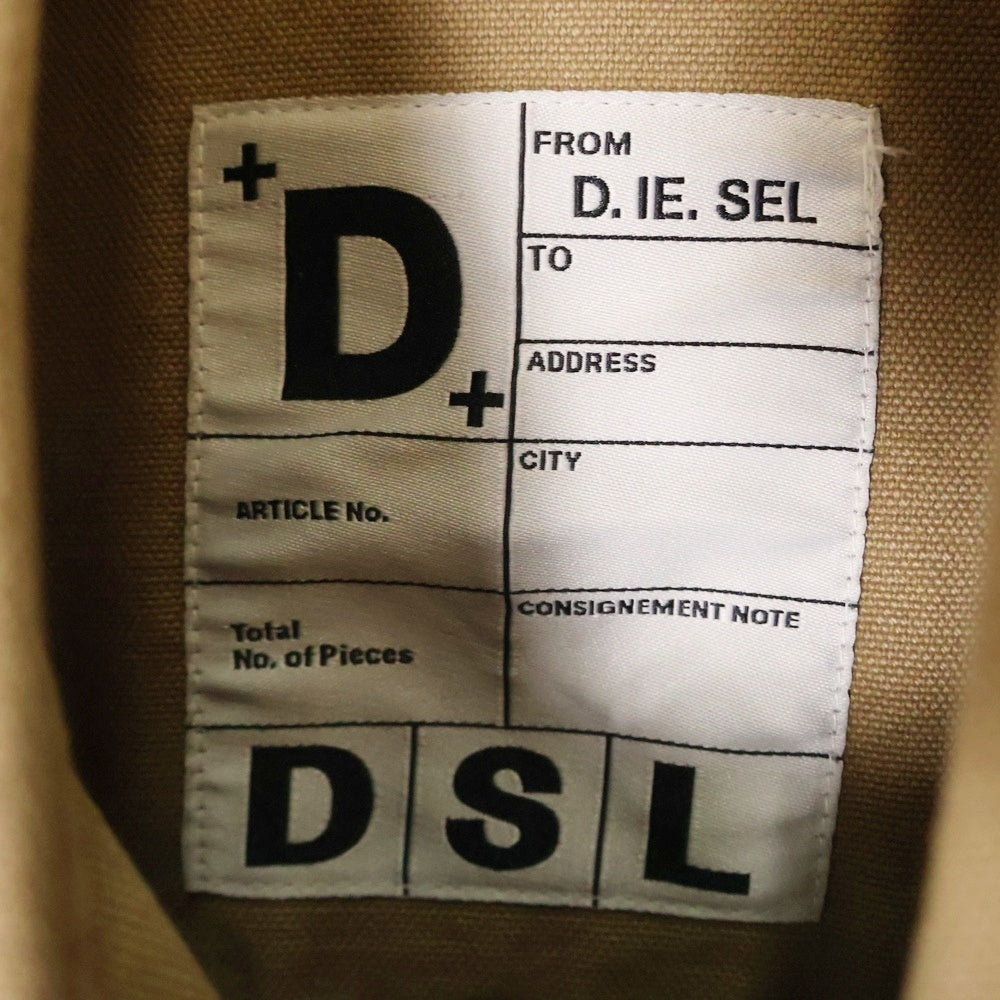 +D+
FROM
D. IE. SEL
TO
ADDRESS
CITY
ARTICLE No.
CONSIGNEMENT NOTE
Total
No. of Pieces
D S L